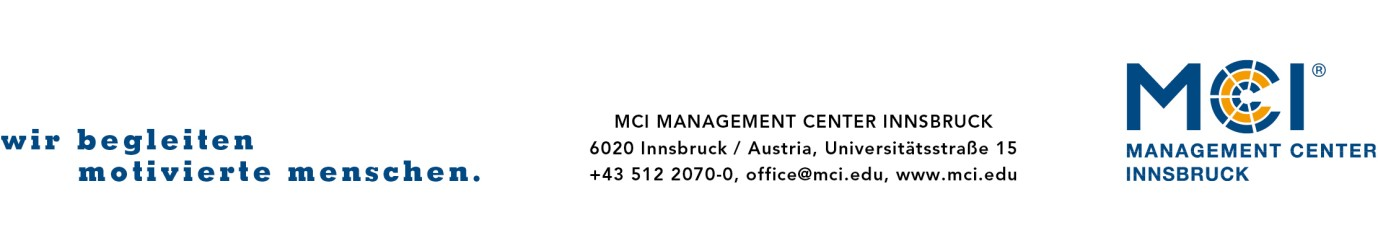 wir begleiten
motivierte menschen.
MCI MANAGEMENT CENTER INNSBRUCK
6020 Innsbruck / Austria, Universitätsstraße 15
+43 512 2070-0, office@mci.edu, www.mci.edu
MCI®
MANAGEMENT CENTER
INNSBRUCK